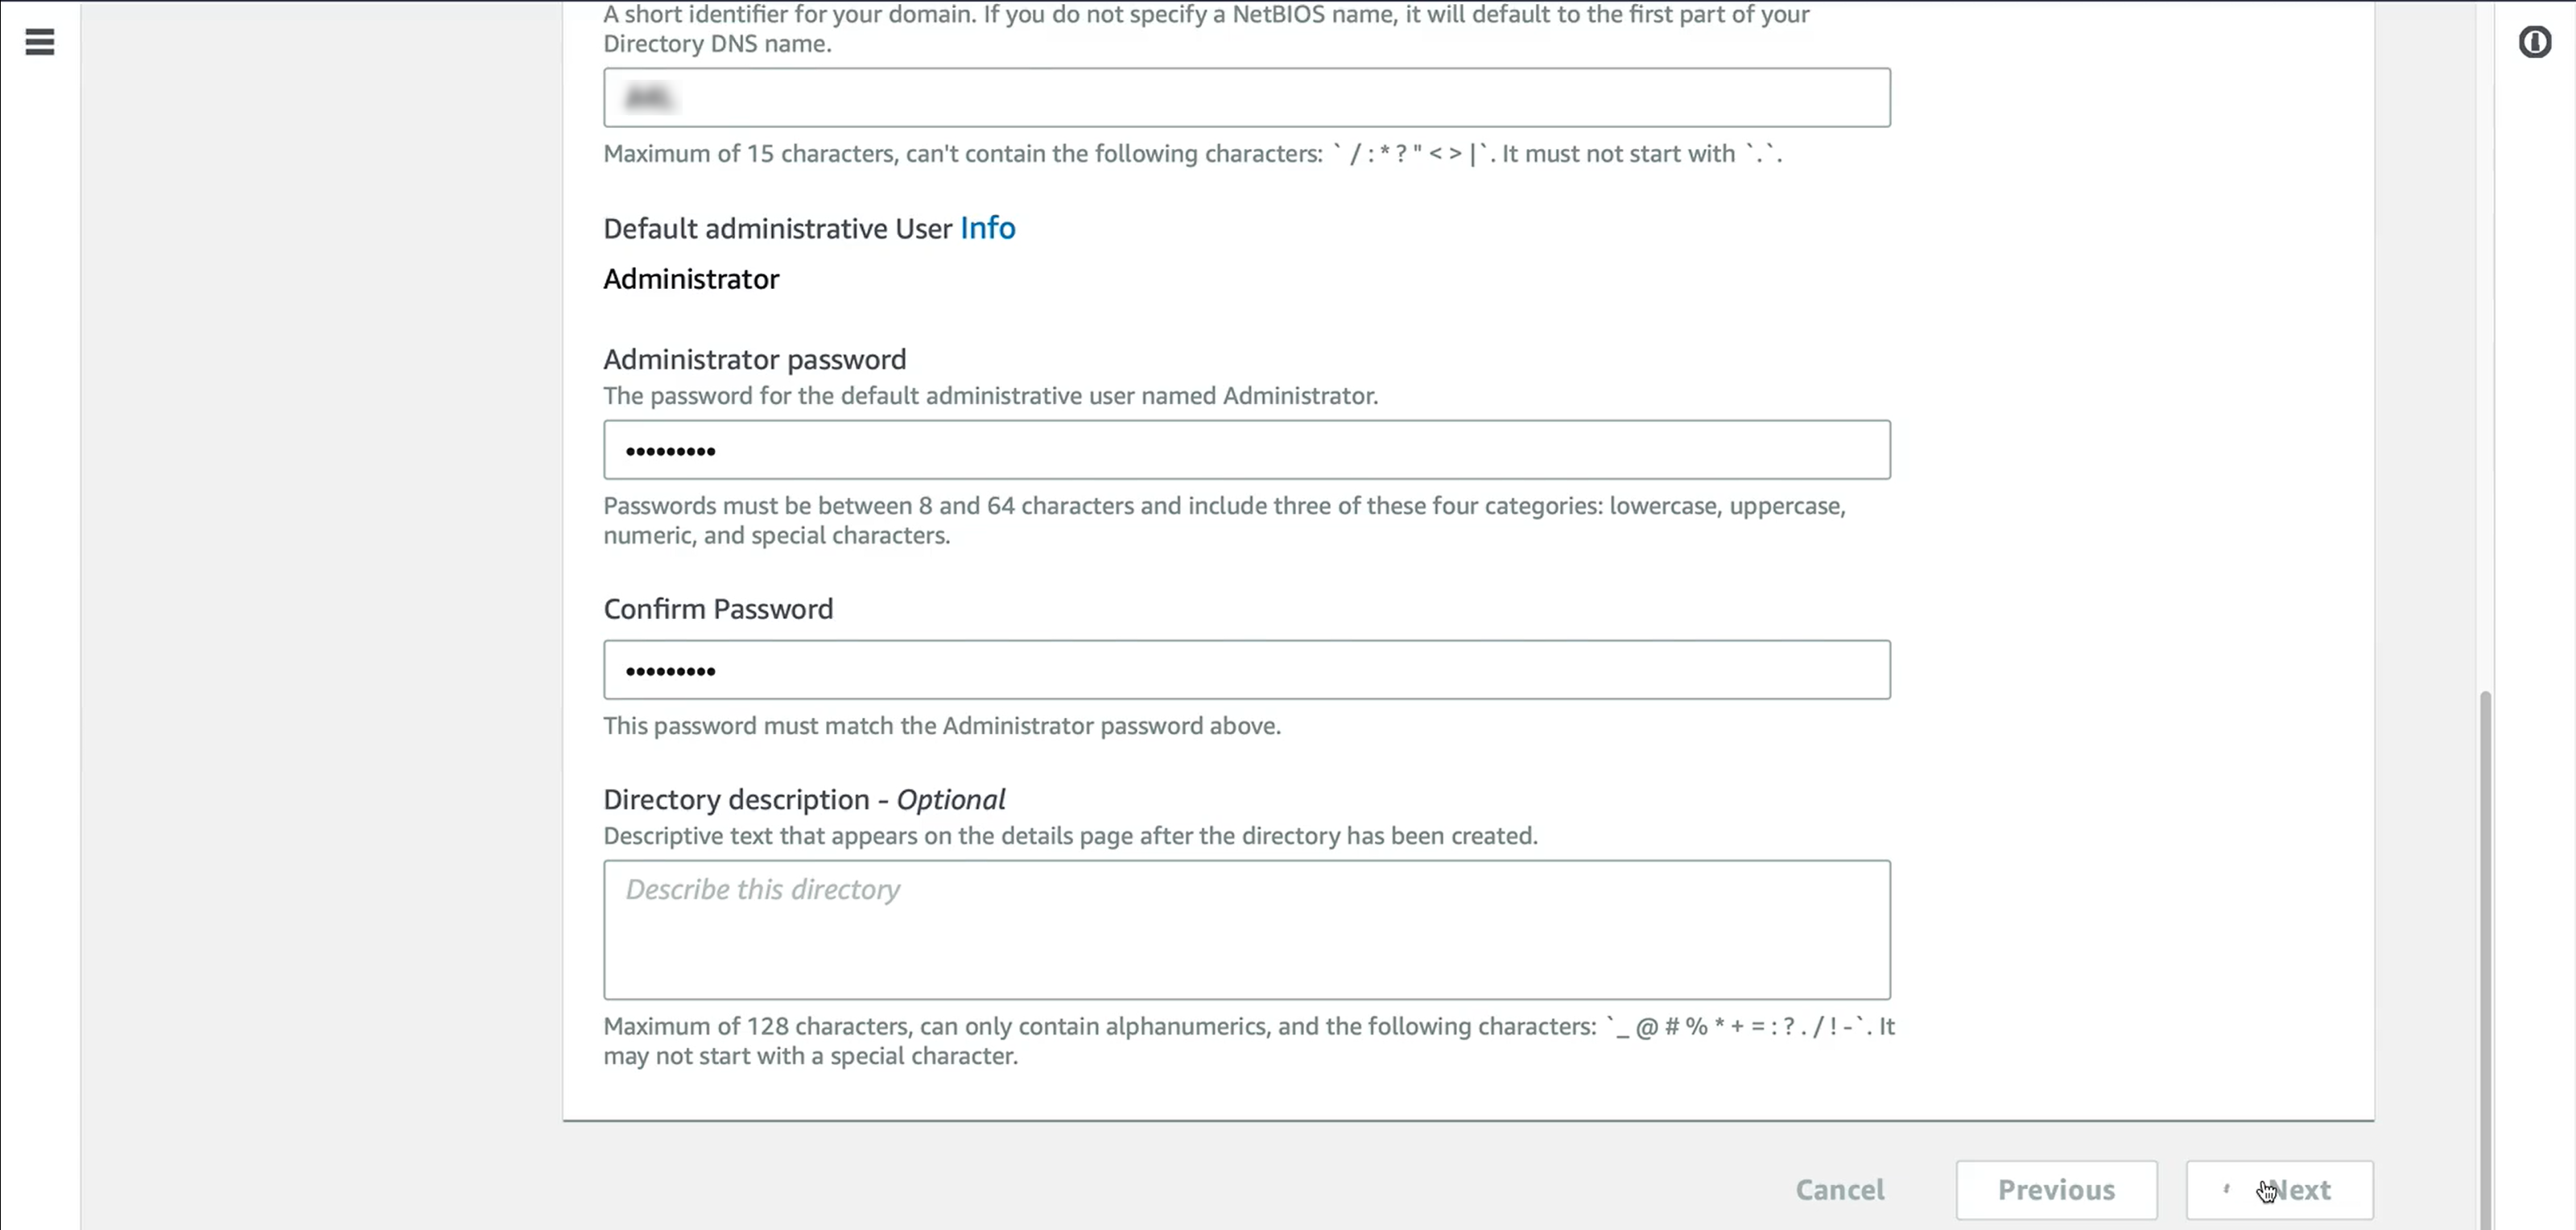 A short identifier for your domain. If you do not specify a NetBIOS name, it will default to the first part of your
Directory DNS name.
Maximum of 15 characters, can't contain the following characters: ` / : * ? " < > |`. It must not start with `.`.
Default administrative User Info
Administrator
Administrator password
The password for the default administrative user named Administrator.
•••••••••
Passwords must be between 8 and 64 characters and include three of these four categories: lowercase, uppercase,
numeric, and special characters.
Confirm Password
•••••••••
This password must match the Administrator password above.
Directory description - Optional
Descriptive text that appears on the details page after the directory has been created.
Describe this directory
Maximum of 128 characters, can only contain alphanumerics, and the following characters: `_ @ # % * + = : ? . / ! -`. It
may not start with a special character.
Cancel
Previous
Next